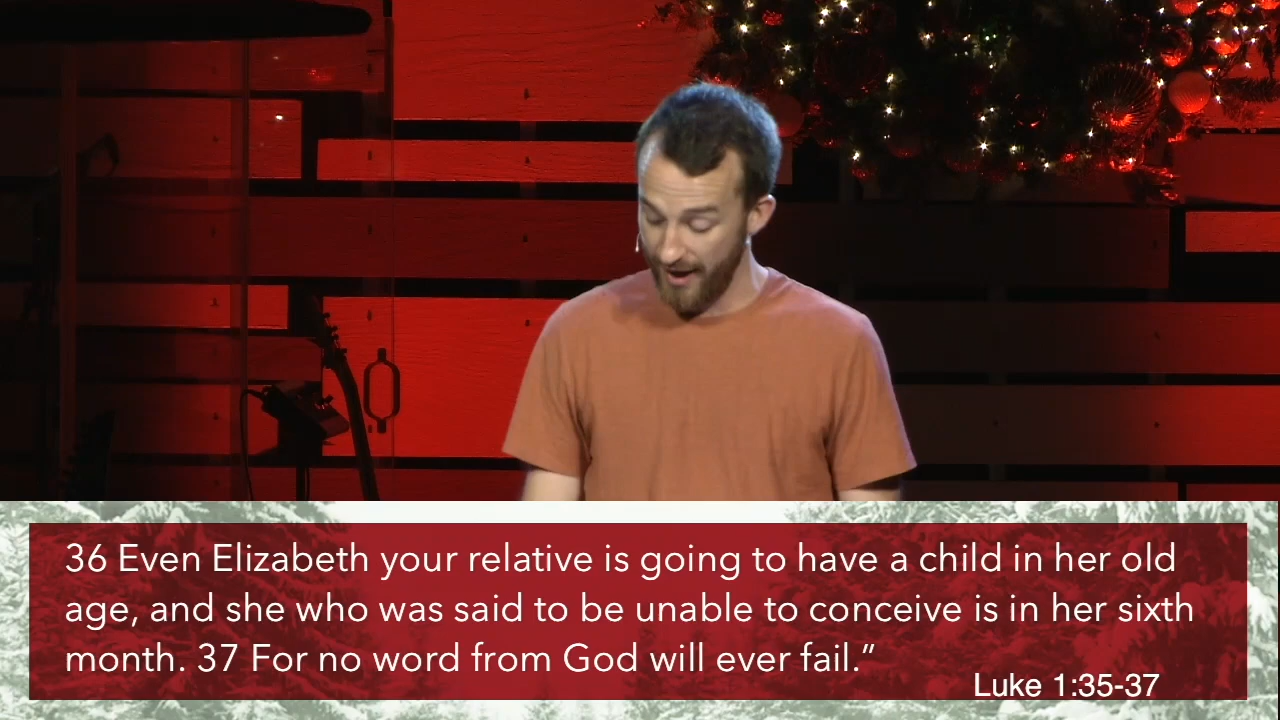 36 Even Elizabeth your relative is going to have a child in her old
age, and she who was said to be unable to conceive is in her sixth
month. 37 For no word from God will ever fail.”
Luke 1:35-37